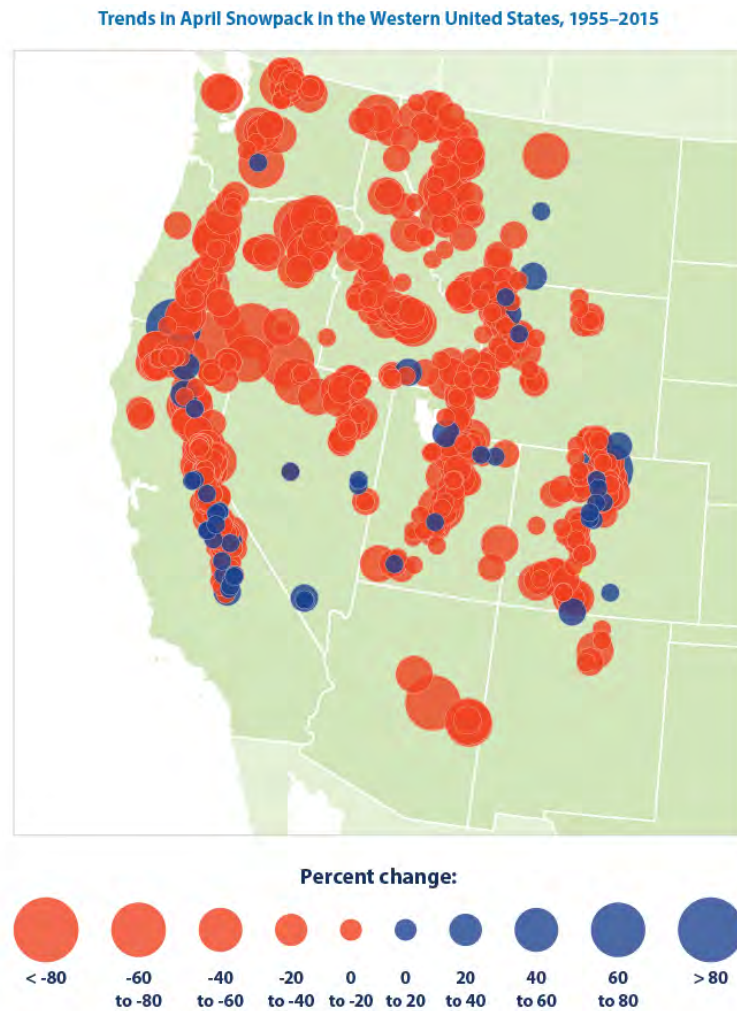 Trends in April Snowpack in the Western United States, 1955–2015
Percent change:
< -80 -60 -40 -20 0 0 20 40 60 >80
to -80 to -60 to -40 to -20 to 20 to 40 to 60 to 80